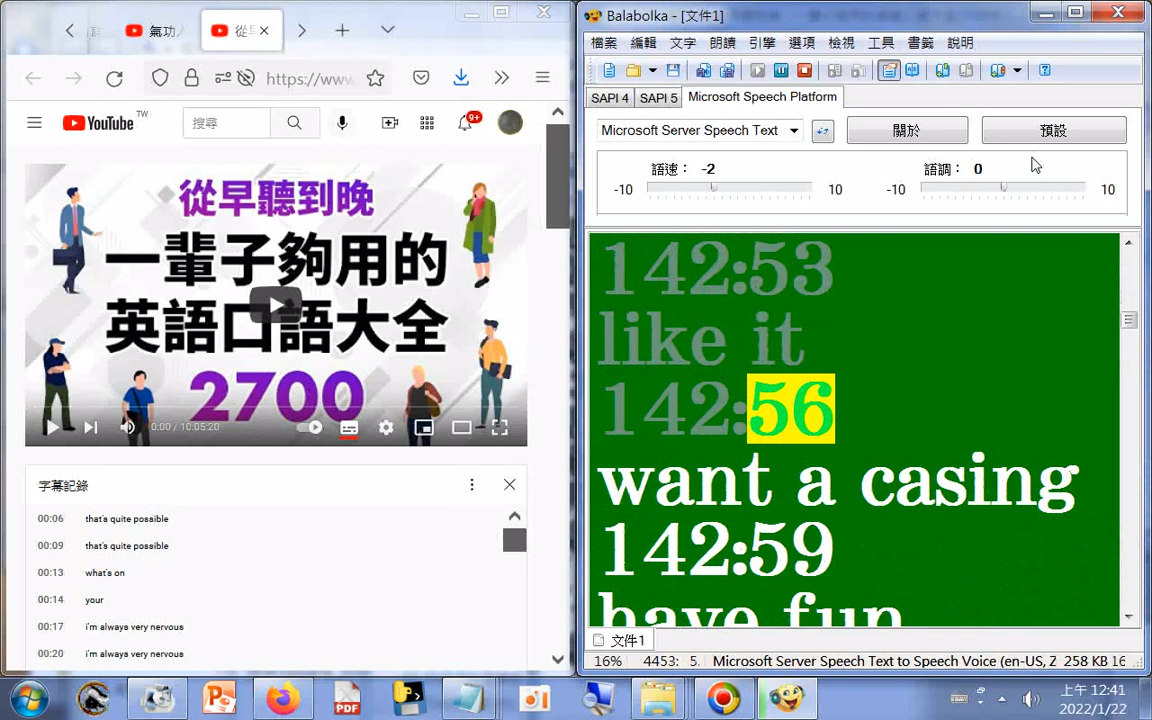 氣功
從
https://www
YouTube TW
搜尋
9+
從早聽到晚
一輩子夠用的
英語口語大全
2700
0:00 / 10:05:20
字幕記錄
00:06 that's quite possible
00:09 that's quite possible
00:13 what's on
00:14 your
00:17 i'm always very nervous
00:20 i'm always very nervous
Balabolka - [文件1]
檔案 編輯 文字 朗讀 引擎 選項 檢視 工具 書籤 說明
SAPI 4 SAPI 5 Microsoft Speech Platform
Microsoft Server Speech Text 關於 預設
語速： -2 語調： 0
-10 10 -10 10
142:53
like it
142:56
want a casing
142:59
have fun
文件1
16% 4453: 5. Microsoft Server Speech Text to Speech Voice (en-US, Z 258 KB 16
PDF
上午 12:41
2022/1/22